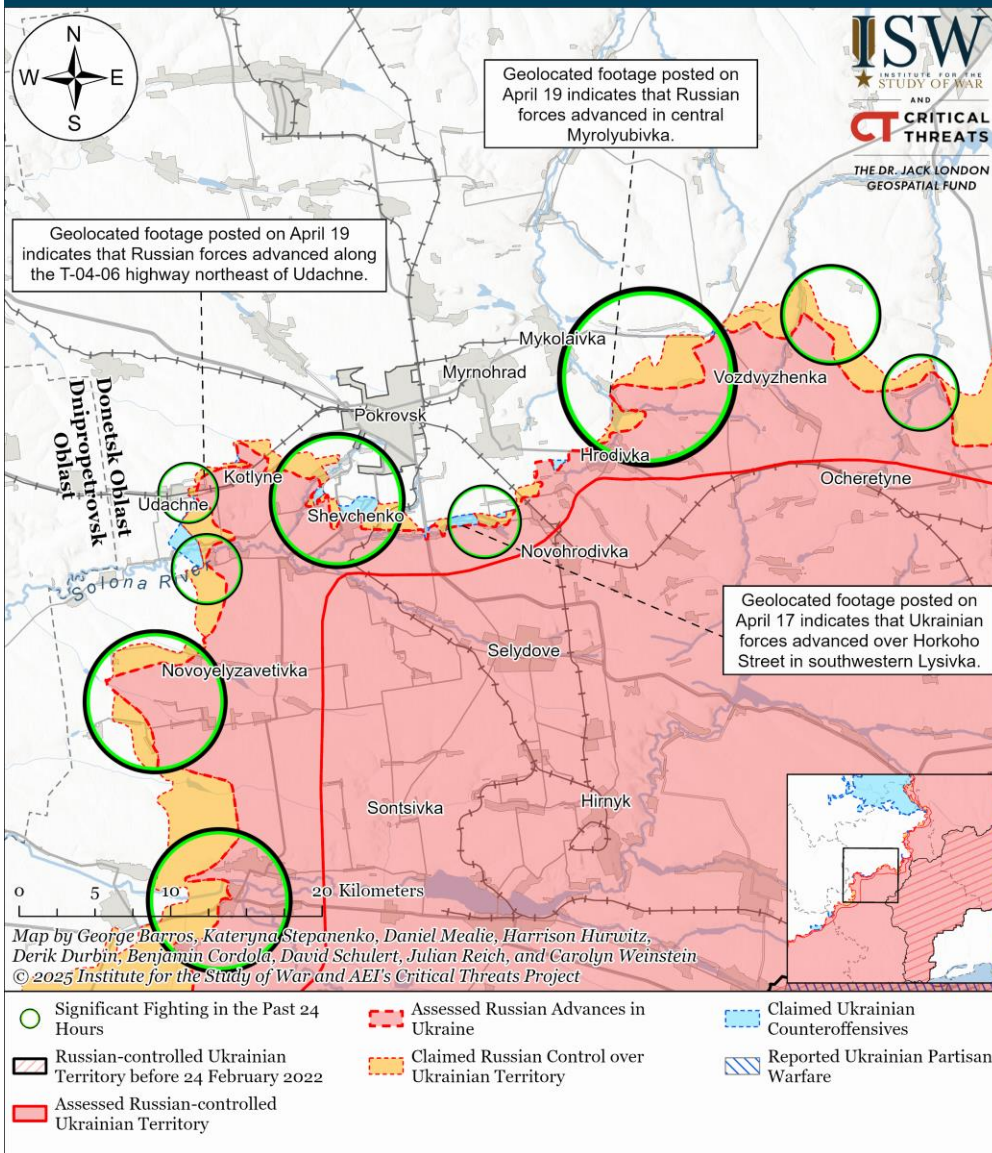 N
W
E
S
ISW
INSTITUTE FOR THE
STUDY OF WAR
AND
CT CRITICAL
THREATS
THE DR. JACK LONDON
GEOSPATIAL FUND
Geolocated footage posted on
April 19 indicates that Russian
forces advanced in central
Myrolyubivka.
Geolocated footage posted on April 19
indicates that Russian forces advanced along
the T-04-06 highway northeast of Udachne.
Mykolaivka
Myrnohrad
Vozdvyzhenka
Pokrovsk
Donetsk Oblast
Dnipropetrovsk
Oblast
Hrodivka
Kotlyne
Ocheretyne
Udachne
Shevchenko
Novohrodivka
Solona River
Geolocated footage posted on
April 17 indicates that Ukrainian
forces advanced over Horkoho
Street in southwestern Lysivka.
Selydove
Novoyelyzavetivka
Sontsivka
Hirnyk
0 5 10 20 Kilometers
Map by George Barros, Kateryna Stepanenko, Daniel Mealie, Harrison Hurwitz,
Derik Durbin, Benjamin Cordola, David Schulert, Julian Reich, and Carolyn Weinstein
© 2025 Institute for the Study of War and AEI's Critical Threats Project
Significant Fighting in the Past 24
Hours
Russian-controlled Ukrainian
Territory before 24 February 2022
Assessed Russian-controlled
Ukrainian Territory
Assessed Russian Advances in
Ukraine
Claimed Russian Control over
Ukrainian Territory
Claimed Ukrainian
Counteroffensives
Reported Ukrainian Partisan
Warfare